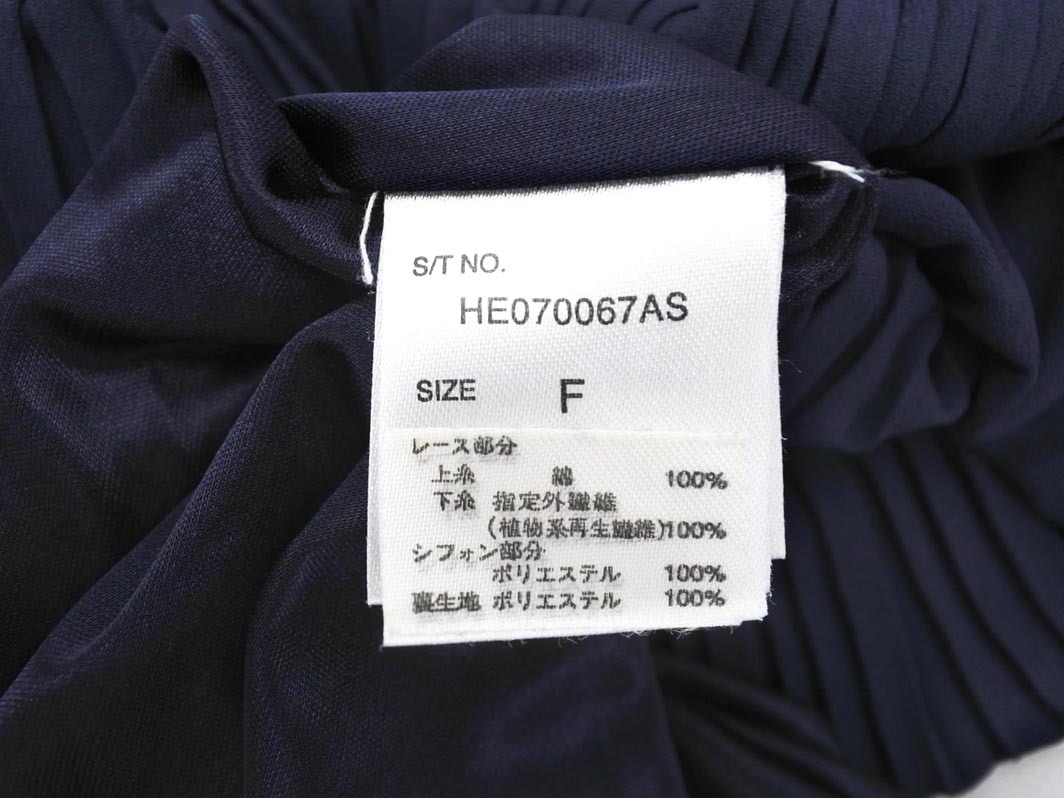 S/T NO.
HE070067AS
SIZE F
レース部分
上糸 綿 100%
下糸 指定外繊維
(植物系再生繊維)100%
シフォン部分
ポリエステル 100%
裏生地 ポリエステル 100%